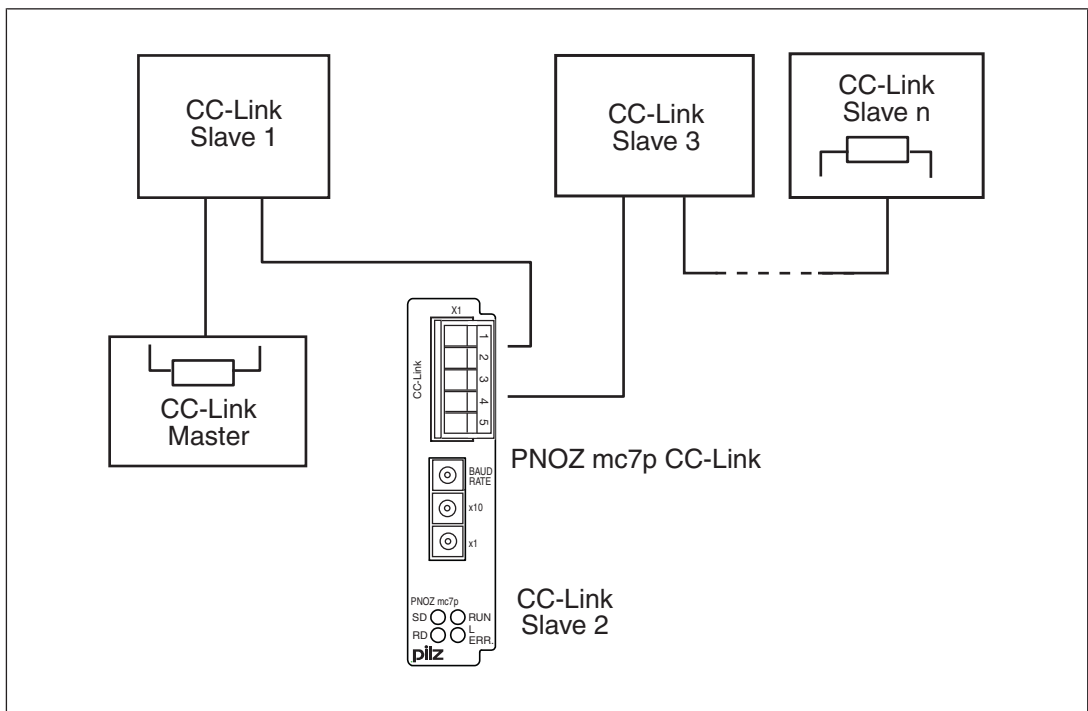 CC-Link
Slave 1
CC-Link
Slave 3
CC-Link
Slave n
CC-Link
Master
X1
CC-Link
1
2
3
4
5
PNOZ mc7p CC-Link
BAUD
RATE
x10
x1
PNOZ mc7p
SD RUN
RD L
ERR.
pilz
CC-Link
Slave 2